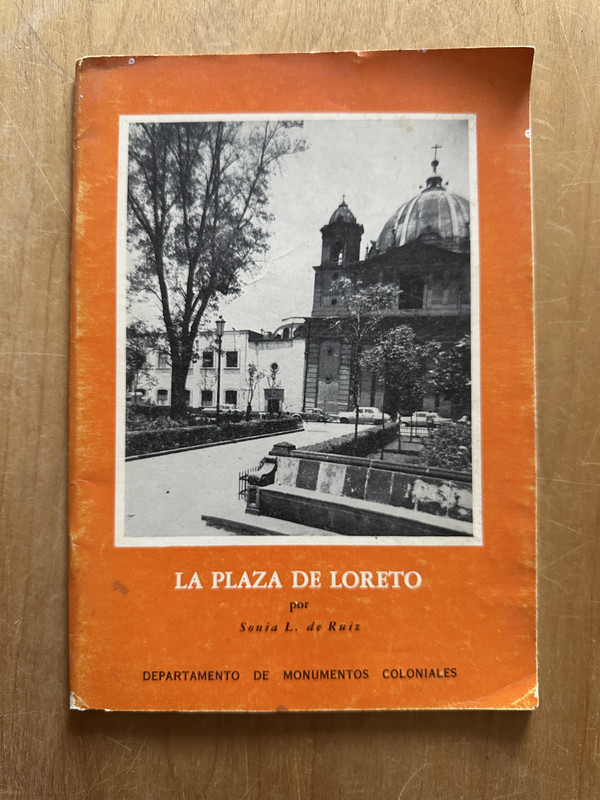 LA PLAZA DE LORETO
por
Sonia L. de Ruiz
DEPARTAMENTO DE MONUMENTOS COLONIALES